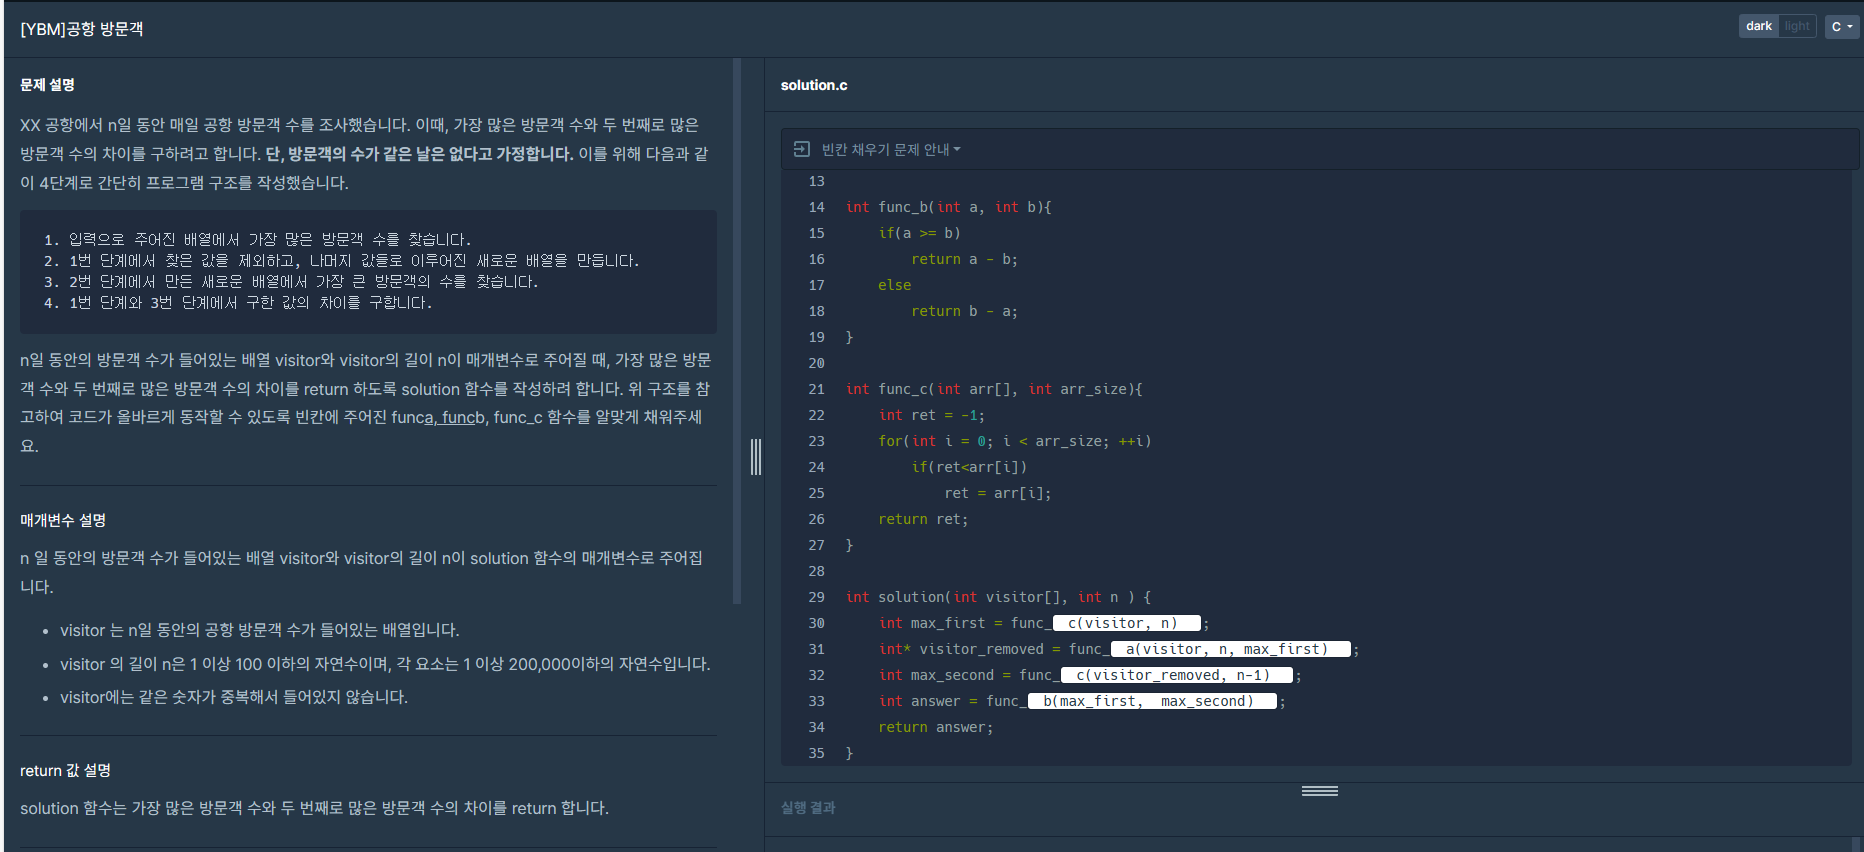 [YBM]공항 방문객
dark light C
문제 설명
XX 공항에서 n일 동안 매일 공항 방문객 수를 조사했습니다. 이때, 가장 많은 방문객 수와 두 번째로 많은
방문객 수의 차이를 구하려고 합니다. 단, 방문객의 수가 같은 날은 없다고 가정합니다. 이를 위해 다음과 같
이 4단계로 간단히 프로그램 구조를 작성했습니다.
1. 입력으로 주어진 배열에서 가장 많은 방문객 수를 찾습니다.
2. 1번 단계에서 찾은 값을 제외하고, 나머지 값들로 이루어진 새로운 배열을 만듭니다.
3. 2번 단계에서 만든 새로운 배열에서 가장 큰 방문객의 수를 찾습니다.
4. 1번 단계와 3번 단계에서 구한 값의 차이를 구합니다.
n일 동안의 방문객 수가 들어있는 배열 visitor와 visitor의 길이 n이 매개변수로 주어질 때, 가장 많은 방문
객 수와 두 번째로 많은 방문객 수의 차이를 return 하도록 solution 함수를 작성하려 합니다. 위 구조를 참
고하여 코드가 올바르게 동작할 수 있도록 빈칸에 주어진 funca, funcb, func_c 함수를 알맞게 채워주세
요.
매개변수 설명
n 일 동안의 방문객 수가 들어있는 배열 visitor와 visitor의 길이 n이 solution 함수의 매개변수로 주어집
니다.
• visitor 는 n일 동안의 공항 방문객 수가 들어있는 배열입니다.
• visitor 의 길이 n은 1 이상 100 이하의 자연수이며, 각 요소는 1 이상 200,000이하의 자연수입니다.
• visitor에는 같은 숫자가 중복해서 들어있지 않습니다.
return 값 설명
solution 함수는 가장 많은 방문객 수와 두 번째로 많은 방문객 수의 차이를 return 합니다.
solution.c
빈칸 채우기 문제 안내
13
14 int func_b(int a, int b){
15     if(a >= b)
16         return a - b;
17     else
18         return b - a;
19 }
20
21 int func_c(int arr[], int arr_size){
22     int ret = -1;
23     for(int i = 0; i < arr_size; ++i)
24         if(ret<arr[i])
25             ret = arr[i];
26     return ret;
27 }
28
29 int solution(int visitor[], int n ) {
30     int max_first = func_ c(visitor, n) ;
31     int* visitor_removed = func_ a(visitor, n, max_first) ;
32     int max_second = func_ c(visitor_removed, n-1) ;
33     int answer = func_ b(max_first,  max_second) ;
34     return answer;
35 }
실행 결과